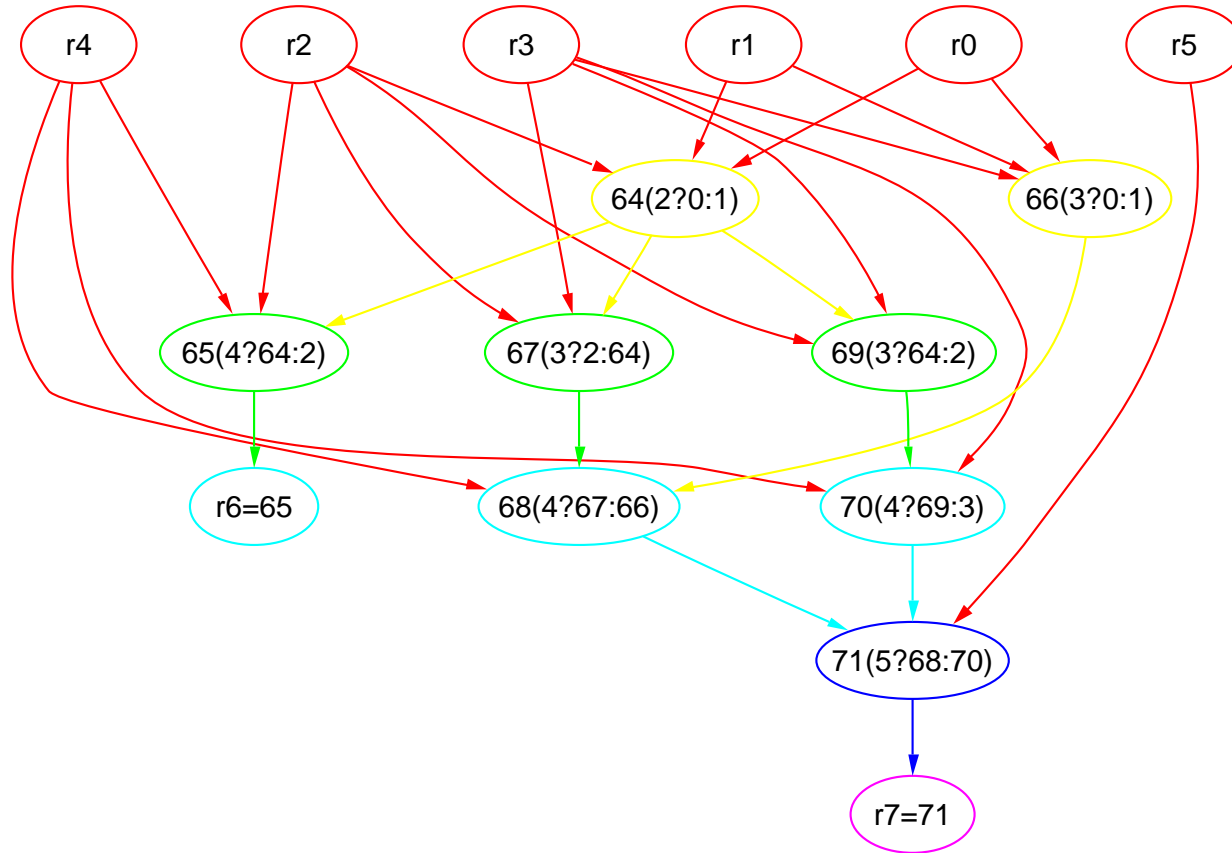 r4 r2 r3 r1 r0 r5
64(2?0:1) 66(3?0:1)
65(4?64:2) 67(3?2:64) 69(3?64:2)
r6=65 68(4?67:66) 70(4?69:3)
71(5?68:70)
r7=71